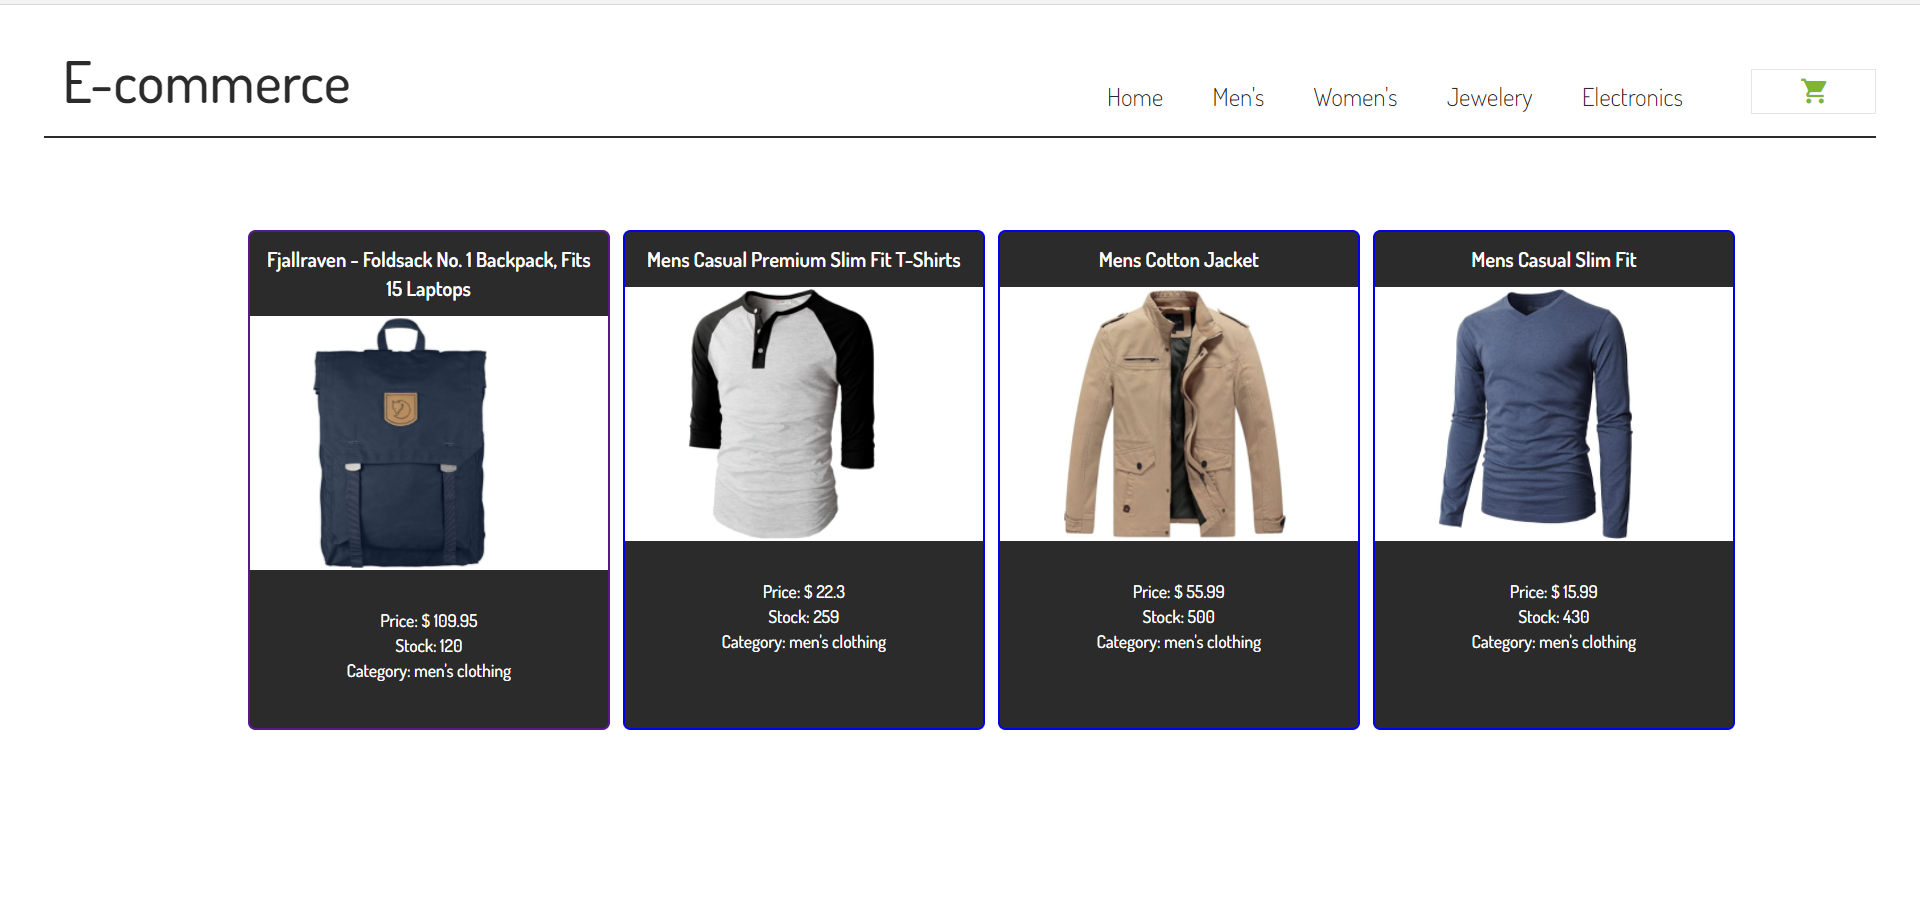 E-commerce
Home Men's Women's Jewelery Electronics
Fjallraven - Foldsack No. 1 Backpack, Fits
15 Laptops
Price: $ 109.95
Stock: 120
Category: men's clothing
Mens Casual Premium Slim Fit T-Shirts
Price: $ 22.3
Stock: 259
Category: men's clothing
Mens Cotton Jacket
Price: $ 55.99
Stock: 500
Category: men's clothing
Mens Casual Slim Fit
Price: $ 15.99
Stock: 430
Category: men's clothing